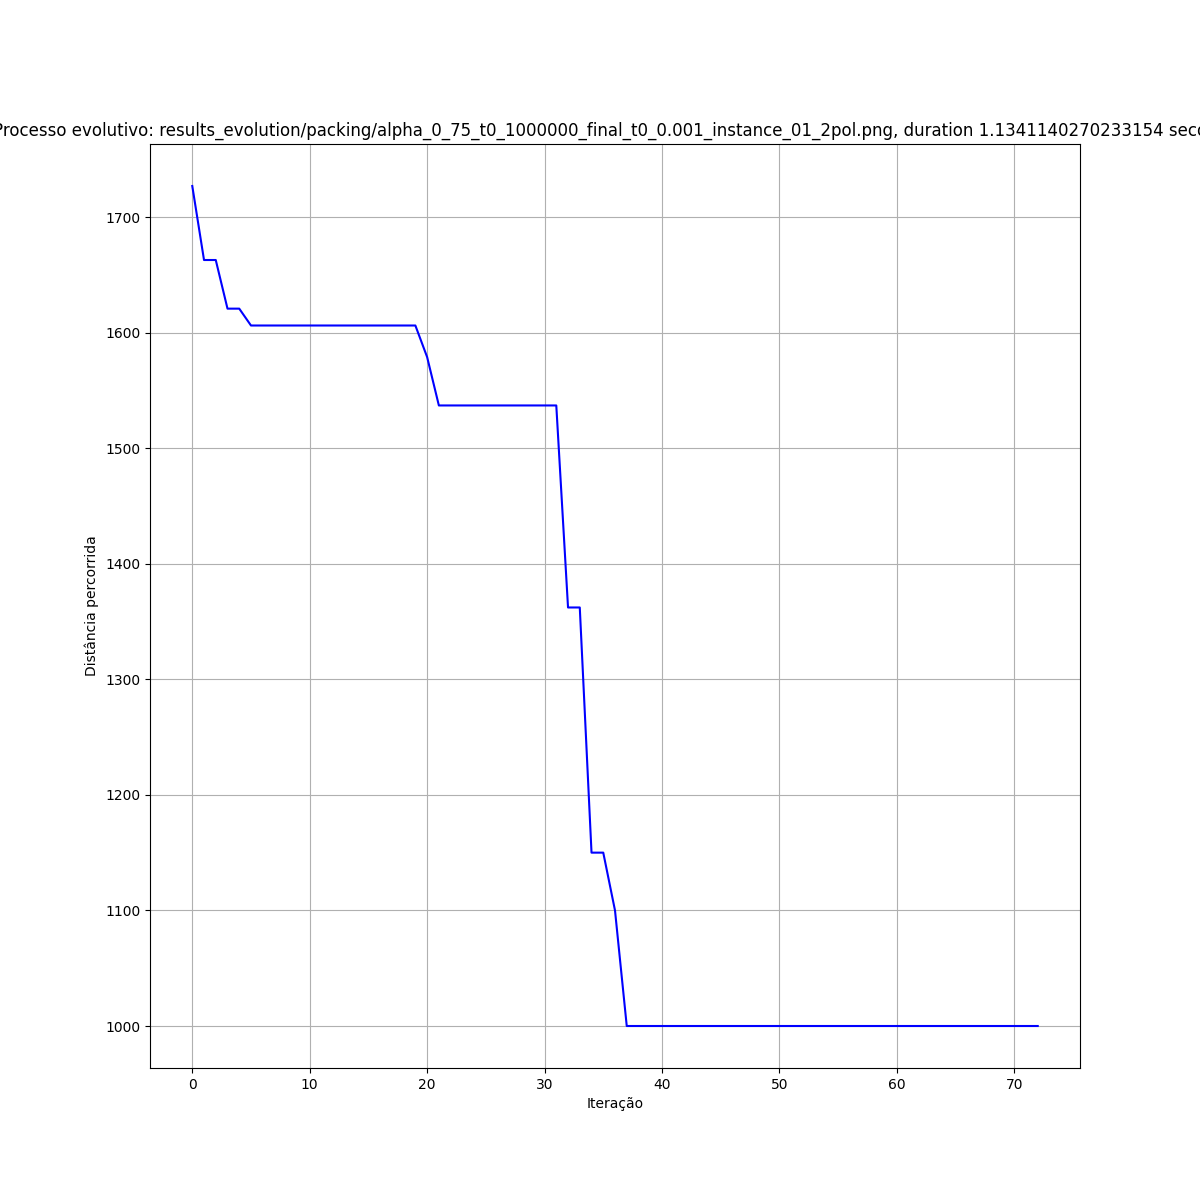 Processo evolutivo: results_evolution/packing/alpha_0_75_t0_1000000_final_t0_0.001_instance_01_2pol.png, duration 1.1341140270233154 seco
1700
1600
1500
1400
1300
1200
1100
1000
Distância percorrida
0 10 20 30 40 50 60 70
Iteração